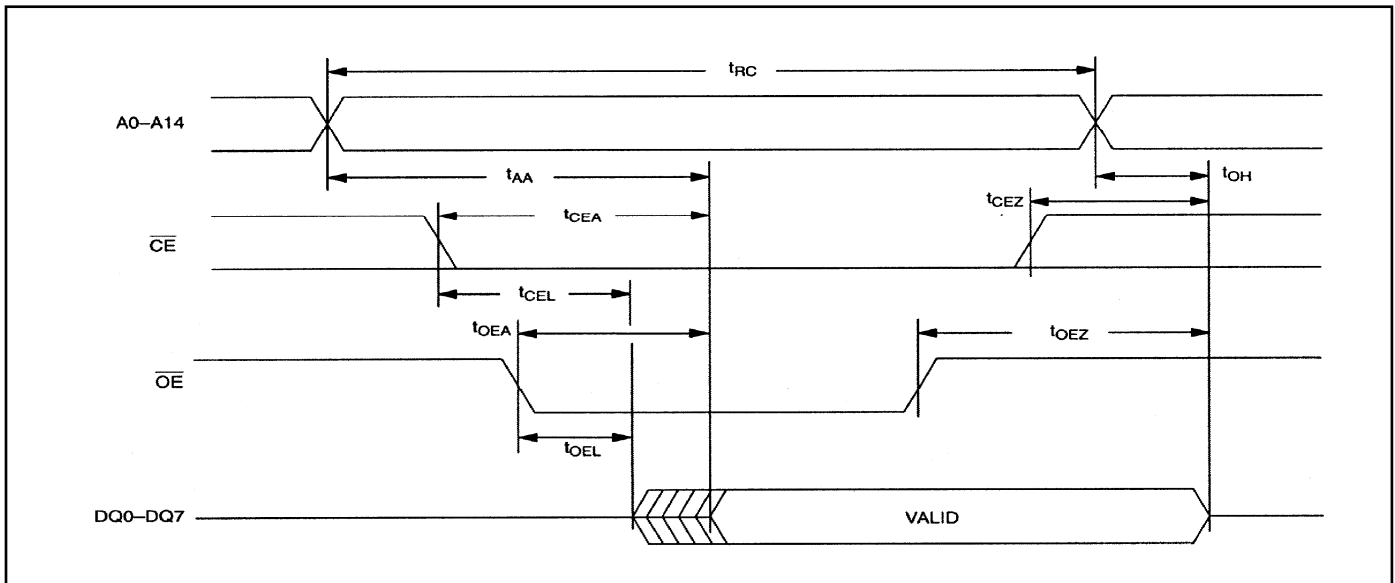 tRC
A0–A14
tAA
tOH
tCEZ
tCEA
CE
tCEL
tOEA
tOEZ
OE
tOEL
DQ0–DQ7
VALID